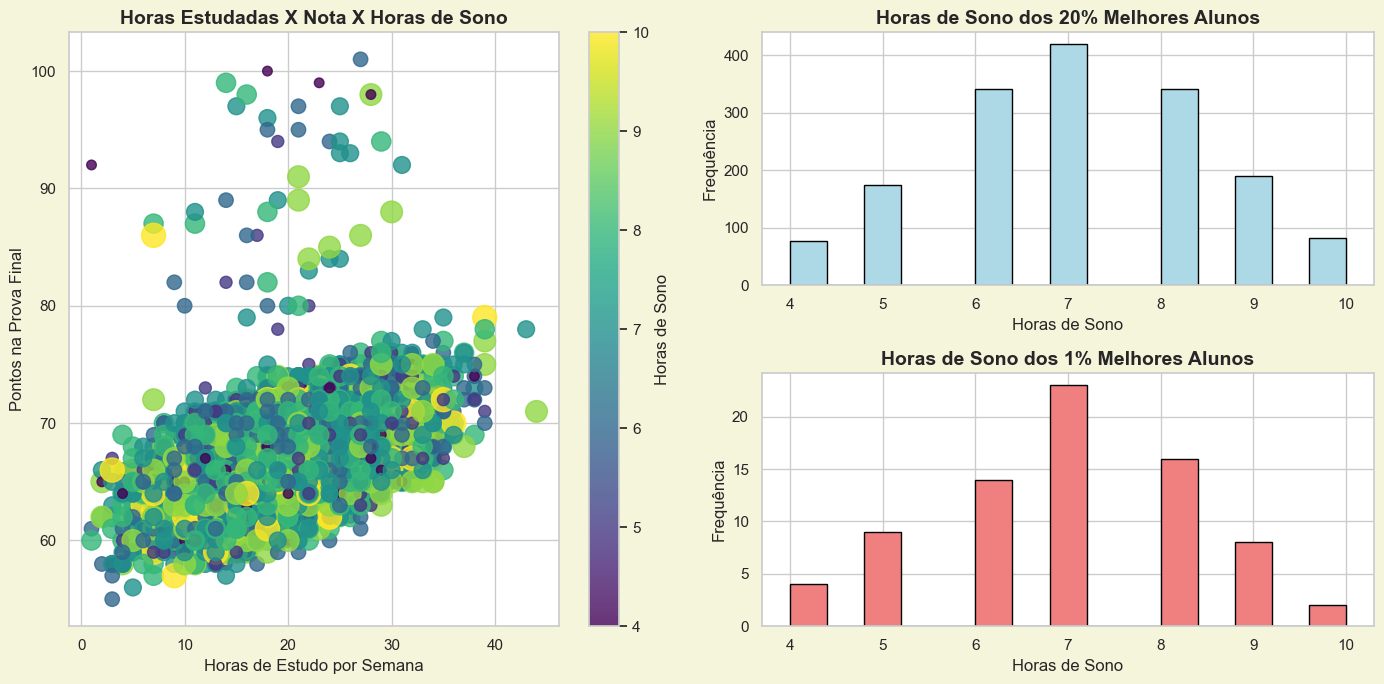 Horas Estudadas X Nota X Horas de Sono
Pontos na Prova Final
100
90
80
70
60
0 10 20 30 40
Horas de Estudo por Semana
10
9
8
7
6
5
4
Horas de Sono
Horas de Sono dos 20% Melhores Alunos
Frequência
400
300
200
100
0
4 5 6 7 8 9 10
Horas de Sono
Horas de Sono dos 1% Melhores Alunos
Frequência
20
15
10
5
0
4 5 6 7 8 9 10
Horas de Sono